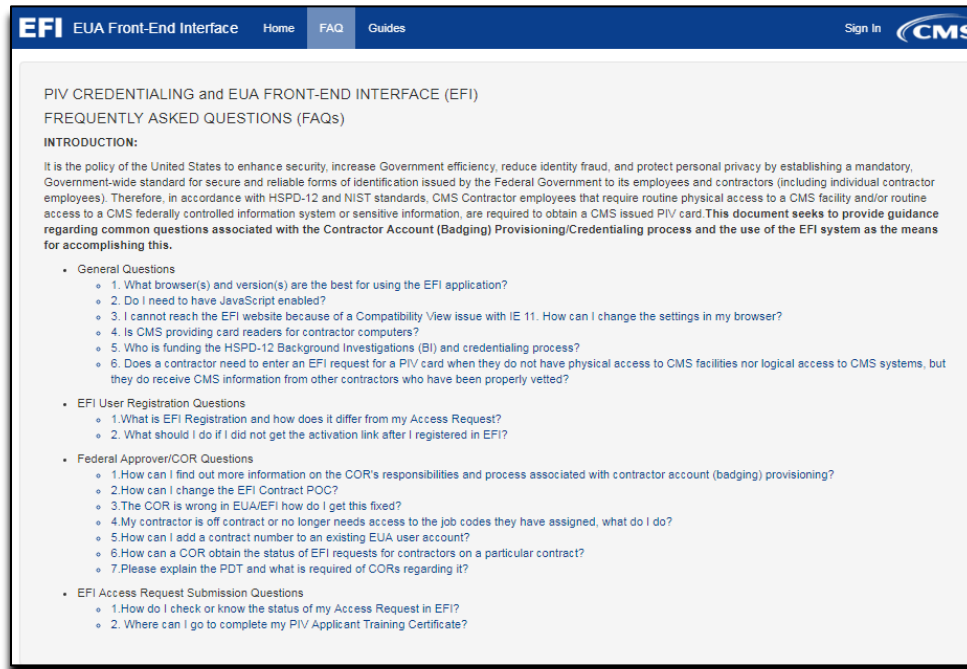 EFI EUA Front-End Interface Home FAQ Guides Sign In CMS
PIV CREDENTIALING and EUA FRONT-END INTERFACE (EFI)
FREQUENTLY ASKED QUESTIONS (FAQs)
INTRODUCTION:
It is the policy of the United States to enhance security, increase Government efficiency, reduce identity fraud, and protect personal privacy by establishing a mandatory,
Government-wide standard for secure and reliable forms of identification issued by the Federal Government to its employees and contractors (including individual contractor
employees). Therefore, in accordance with HSPD-12 and NIST standards, CMS Contractor employees that require routine physical access to a CMS facility and/or routine
access to a CMS federally controlled information system or sensitive information, are required to obtain a CMS issued PIV card.This document seeks to provide guidance
regarding common questions associated with the Contractor Account (Badging) Provisioning/Credentialing process and the use of the EFI system as the means
for accomplishing this.
• General Questions
1. What browser(s) and version(s) are the best for using the EFI application?
2. Do I need to have JavaScript enabled?
3. I cannot reach the EFI website because of a Compatibility View issue with IE 11. How can I change the settings in my browser?
4. Is CMS providing card readers for contractor computers?
5. Who is funding the HSPD-12 Background Investigations (BI) and credentialing process?
6. Does a contractor need to enter an EFI request for a PIV card when they do not have physical access to CMS facilities nor logical access to CMS systems, but
they do receive CMS information from other contractors who have been properly vetted?
• EFI User Registration Questions
1.What is EFI Registration and how does it differ from my Access Request?
2. What should I do if I did not get the activation link after I registered in EFI?
• Federal Approver/COR Questions
1.How can I find out more information on the COR's responsibilities and process associated with contractor account (badging) provisioning?
2.How can I change the EFI Contract POC?
3.The COR is wrong in EUA/EFI how do I get this fixed?
4.My contractor is off contract or no longer needs access to the job codes they have assigned, what do I do?
5.How can I add a contract number to an existing EUA user account?
6.How can a COR obtain the status of EFI requests for contractors on a particular contract?
7.Please explain the PDT and what is required of CORs regarding it?
• EFI Access Request Submission Questions
1.How do I check or know the status of my Access Request in EFI?
2. Where can I go to complete my PIV Applicant Training Certificate?